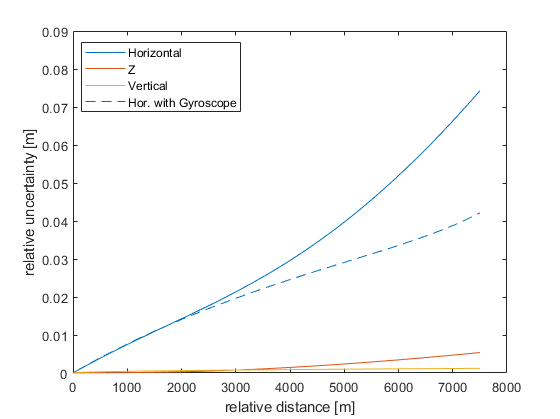 0.09
0.08
0.07
0.06
0.05
0.04
0.03
0.02
0.01
0
relative uncertainty [m]
Horizontal
Z
Vertical
Hor. with Gyroscope
0 1000 2000 3000 4000 5000 6000 7000 8000
relative distance [m]